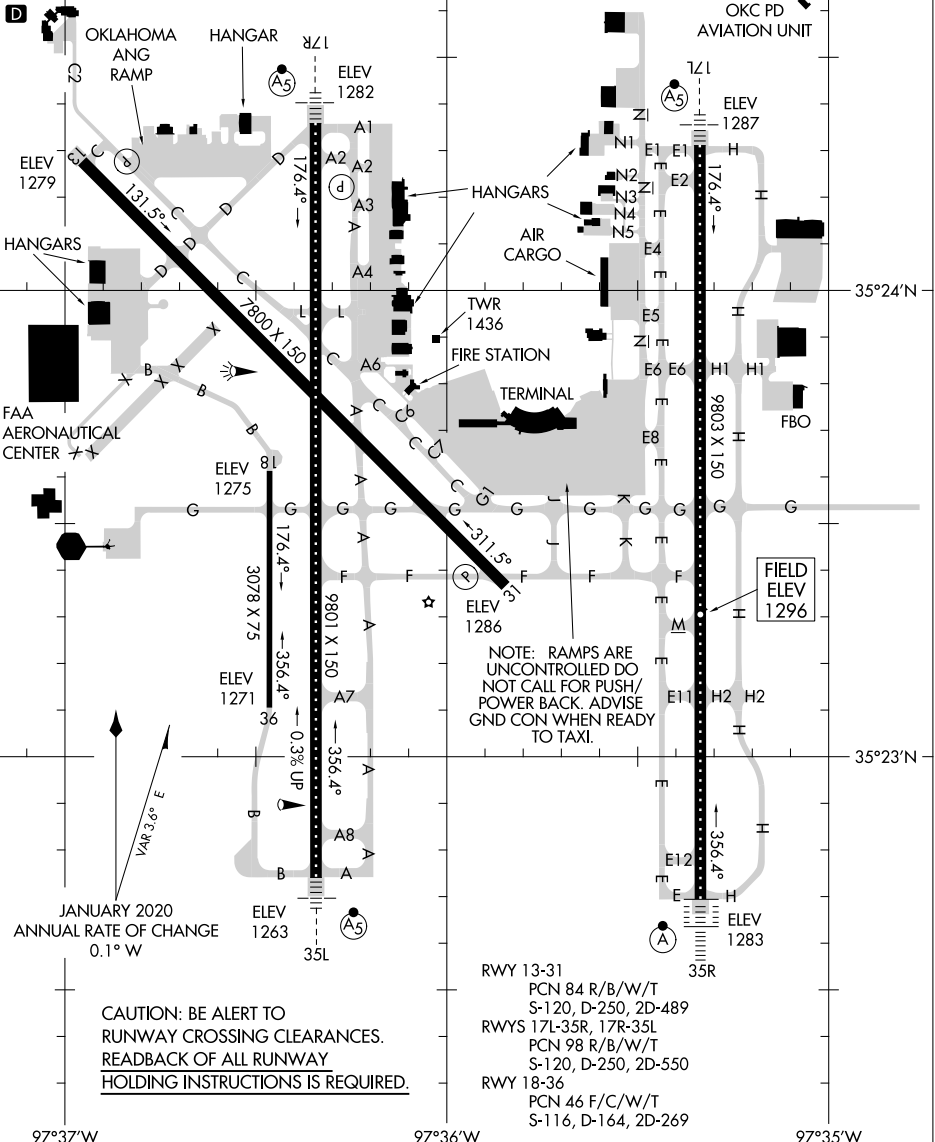 D
OKLAHOMA
ANG
RAMP
HANGAR
17R
A5
ELEV
1282
OKC PD
AVIATION UNIT
17L
A5
ELEV
1287
C2
ELEV
1279
13
C
P
D
A1
A2
A2
P
A3
A
176.4°
131.5°
C
D
D
D
HANGARS
N
N1
N2
N
N3
N4
N5
E1
E1
H
E2
176.4°
H
E
HANGARS
AIR
CARGO
E4
E
A4
C
35°24'N
7800 X 150
L
L
TWR
1436
E5
H
N
E
X
C
FIRE STATION
A6
E6
E6
H1
H1
B
X
X
B
TERMINAL
FBO
FAA
AERONAUTICAL
CENTER
X
X
B
A
C
C6
C
C7
E
9803 X 150
H
E8
E
18
ELEV
1275
A
C
G1
J
K
G
G
G
G
G
G
G
G
G
G
G
G
176.4°
A
311.5°
J
K
E
3078 X 75
F
F
P
31
F
F
F
ELEV
1286
FIELD
ELEV
1296
9801 X 150
A
E
M
H
E
NOTE: RAMPS ARE
UNCONTROLLED DO
NOT CALL FOR PUSH/
POWER BACK. ADVISE
GND CON WHEN READY
TO TAXI.
356.4°
ELEV
1271
36
A7
E11
H2
H2
0.3% UP
356.4°
H
35°23'N
A
E
VAR 3.6° E
B
A8
A
H
356.4°
E12
E
B
A
E
H
JANUARY 2020
ANNUAL RATE OF CHANGE
0.1° W
ELEV
1263
A5
35L
A
ELEV
1283
35R
CAUTION: BE ALERT TO
RUNWAY CROSSING CLEARANCES.
READBACK OF ALL RUNWAY
HOLDING INSTRUCTIONS IS REQUIRED.
RWY 13-31
PCN 84 R/B/W/T
S-120, D-250, 2D-489
RWYS 17L-35R, 17R-35L
PCN 98 R/B/W/T
S-120, D-250, 2D-550
RWY 18-36
PCN 46 F/C/W/T
S-116, D-164, 2D-269
97°37'W
97°36'W
97°35'W